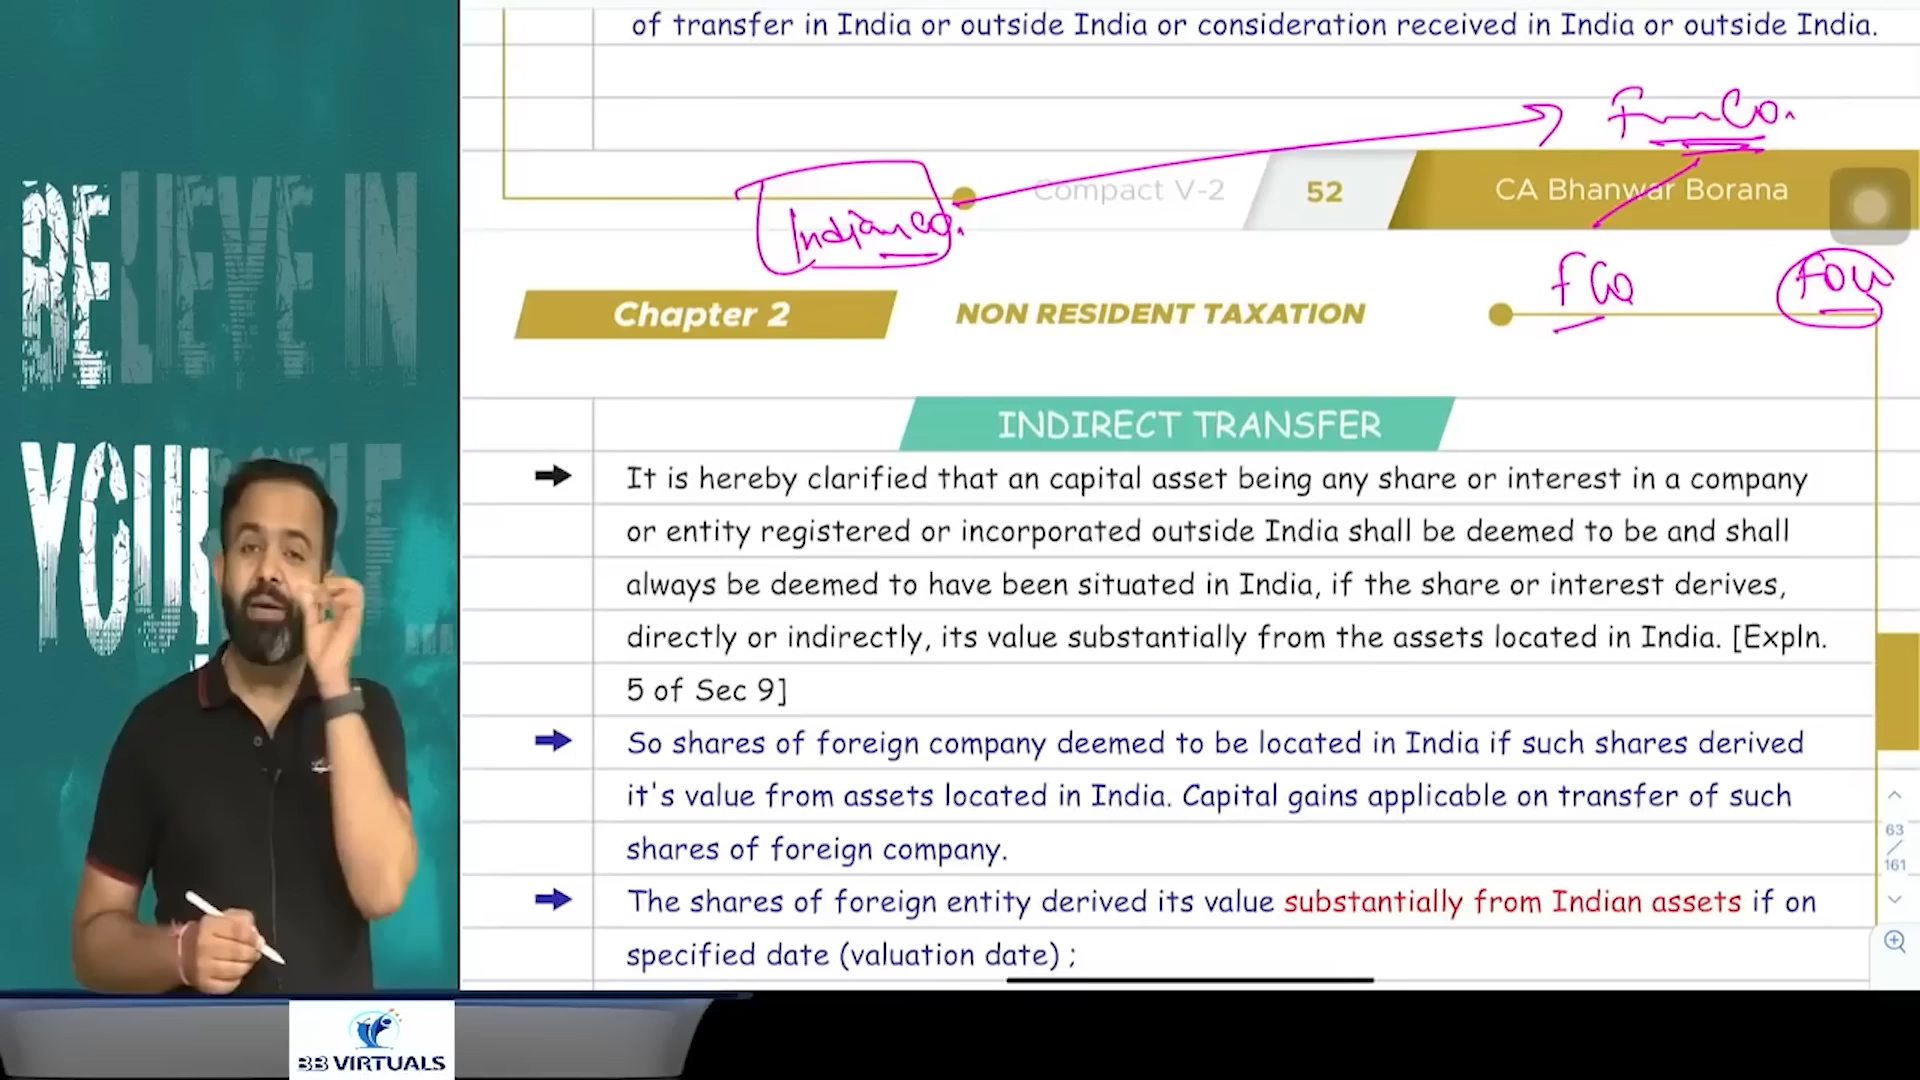 of transfer in India or outside India or consideration received in India or outside India.
Compact V-2
52
CA Bhanwar Borana
Indian co.
F Co.
Chapter 2
NON RESIDENT TAXATION
INDIRECT TRANSFER
It is hereby clarified that an capital asset being any share or interest in a company
or entity registered or incorporated outside India shall be deemed to be and shall
always be deemed to have been situated in India, if the share or interest derives,
directly or indirectly, its value substantially from the assets located in India. [Expln.
5 of Sec 9]
So shares of foreign company deemed to be located in India if such shares derived
it's value from assets located in India. Capital gains applicable on transfer of such
shares of foreign company.
The shares of foreign entity derived its value substantially from Indian assets if on
specified date (valuation date) ;
63
/
161
BELIEVE IN
BB VIRTUALS